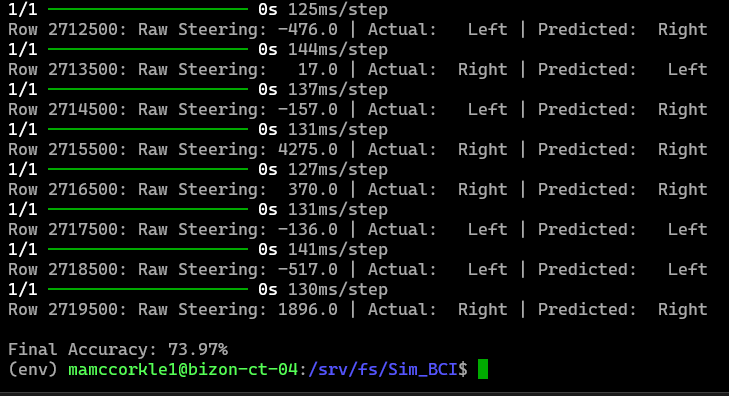 1/1 ━━━━━━━━━━━━━━━━━━━━ 0s 125ms/step
Row 2712500: Raw Steering: -476.0 | Actual:   Left | Predicted:  Right
1/1 ━━━━━━━━━━━━━━━━━━━━ 0s 144ms/step
Row 2713500: Raw Steering:   17.0 | Actual:  Right | Predicted:   Left
1/1 ━━━━━━━━━━━━━━━━━━━━ 0s 137ms/step
Row 2714500: Raw Steering: -157.0 | Actual:   Left | Predicted:  Right
1/1 ━━━━━━━━━━━━━━━━━━━━ 0s 131ms/step
Row 2715500: Raw Steering: 4275.0 | Actual:  Right | Predicted:  Right
1/1 ━━━━━━━━━━━━━━━━━━━━ 0s 127ms/step
Row 2716500: Raw Steering:  370.0 | Actual:  Right | Predicted:  Right
1/1 ━━━━━━━━━━━━━━━━━━━━ 0s 131ms/step
Row 2717500: Raw Steering: -136.0 | Actual:   Left | Predicted:   Left
1/1 ━━━━━━━━━━━━━━━━━━━━ 0s 141ms/step
Row 2718500: Raw Steering: -517.0 | Actual:   Left | Predicted:   Left
1/1 ━━━━━━━━━━━━━━━━━━━━ 0s 130ms/step
Row 2719500: Raw Steering: 1896.0 | Actual:  Right | Predicted:  Right
Final Accuracy: 73.97%
(env) mamccorkle1@bizon-ct-04:/srv/fs/Sim_BCI$